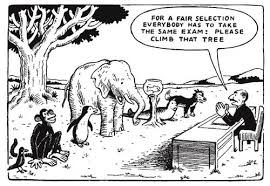 FOR A FAIR SELECTION
EVERYBODY HAS TO TAKE
THE SAME EXAM: PLEASE
CLIMB THAT TREE